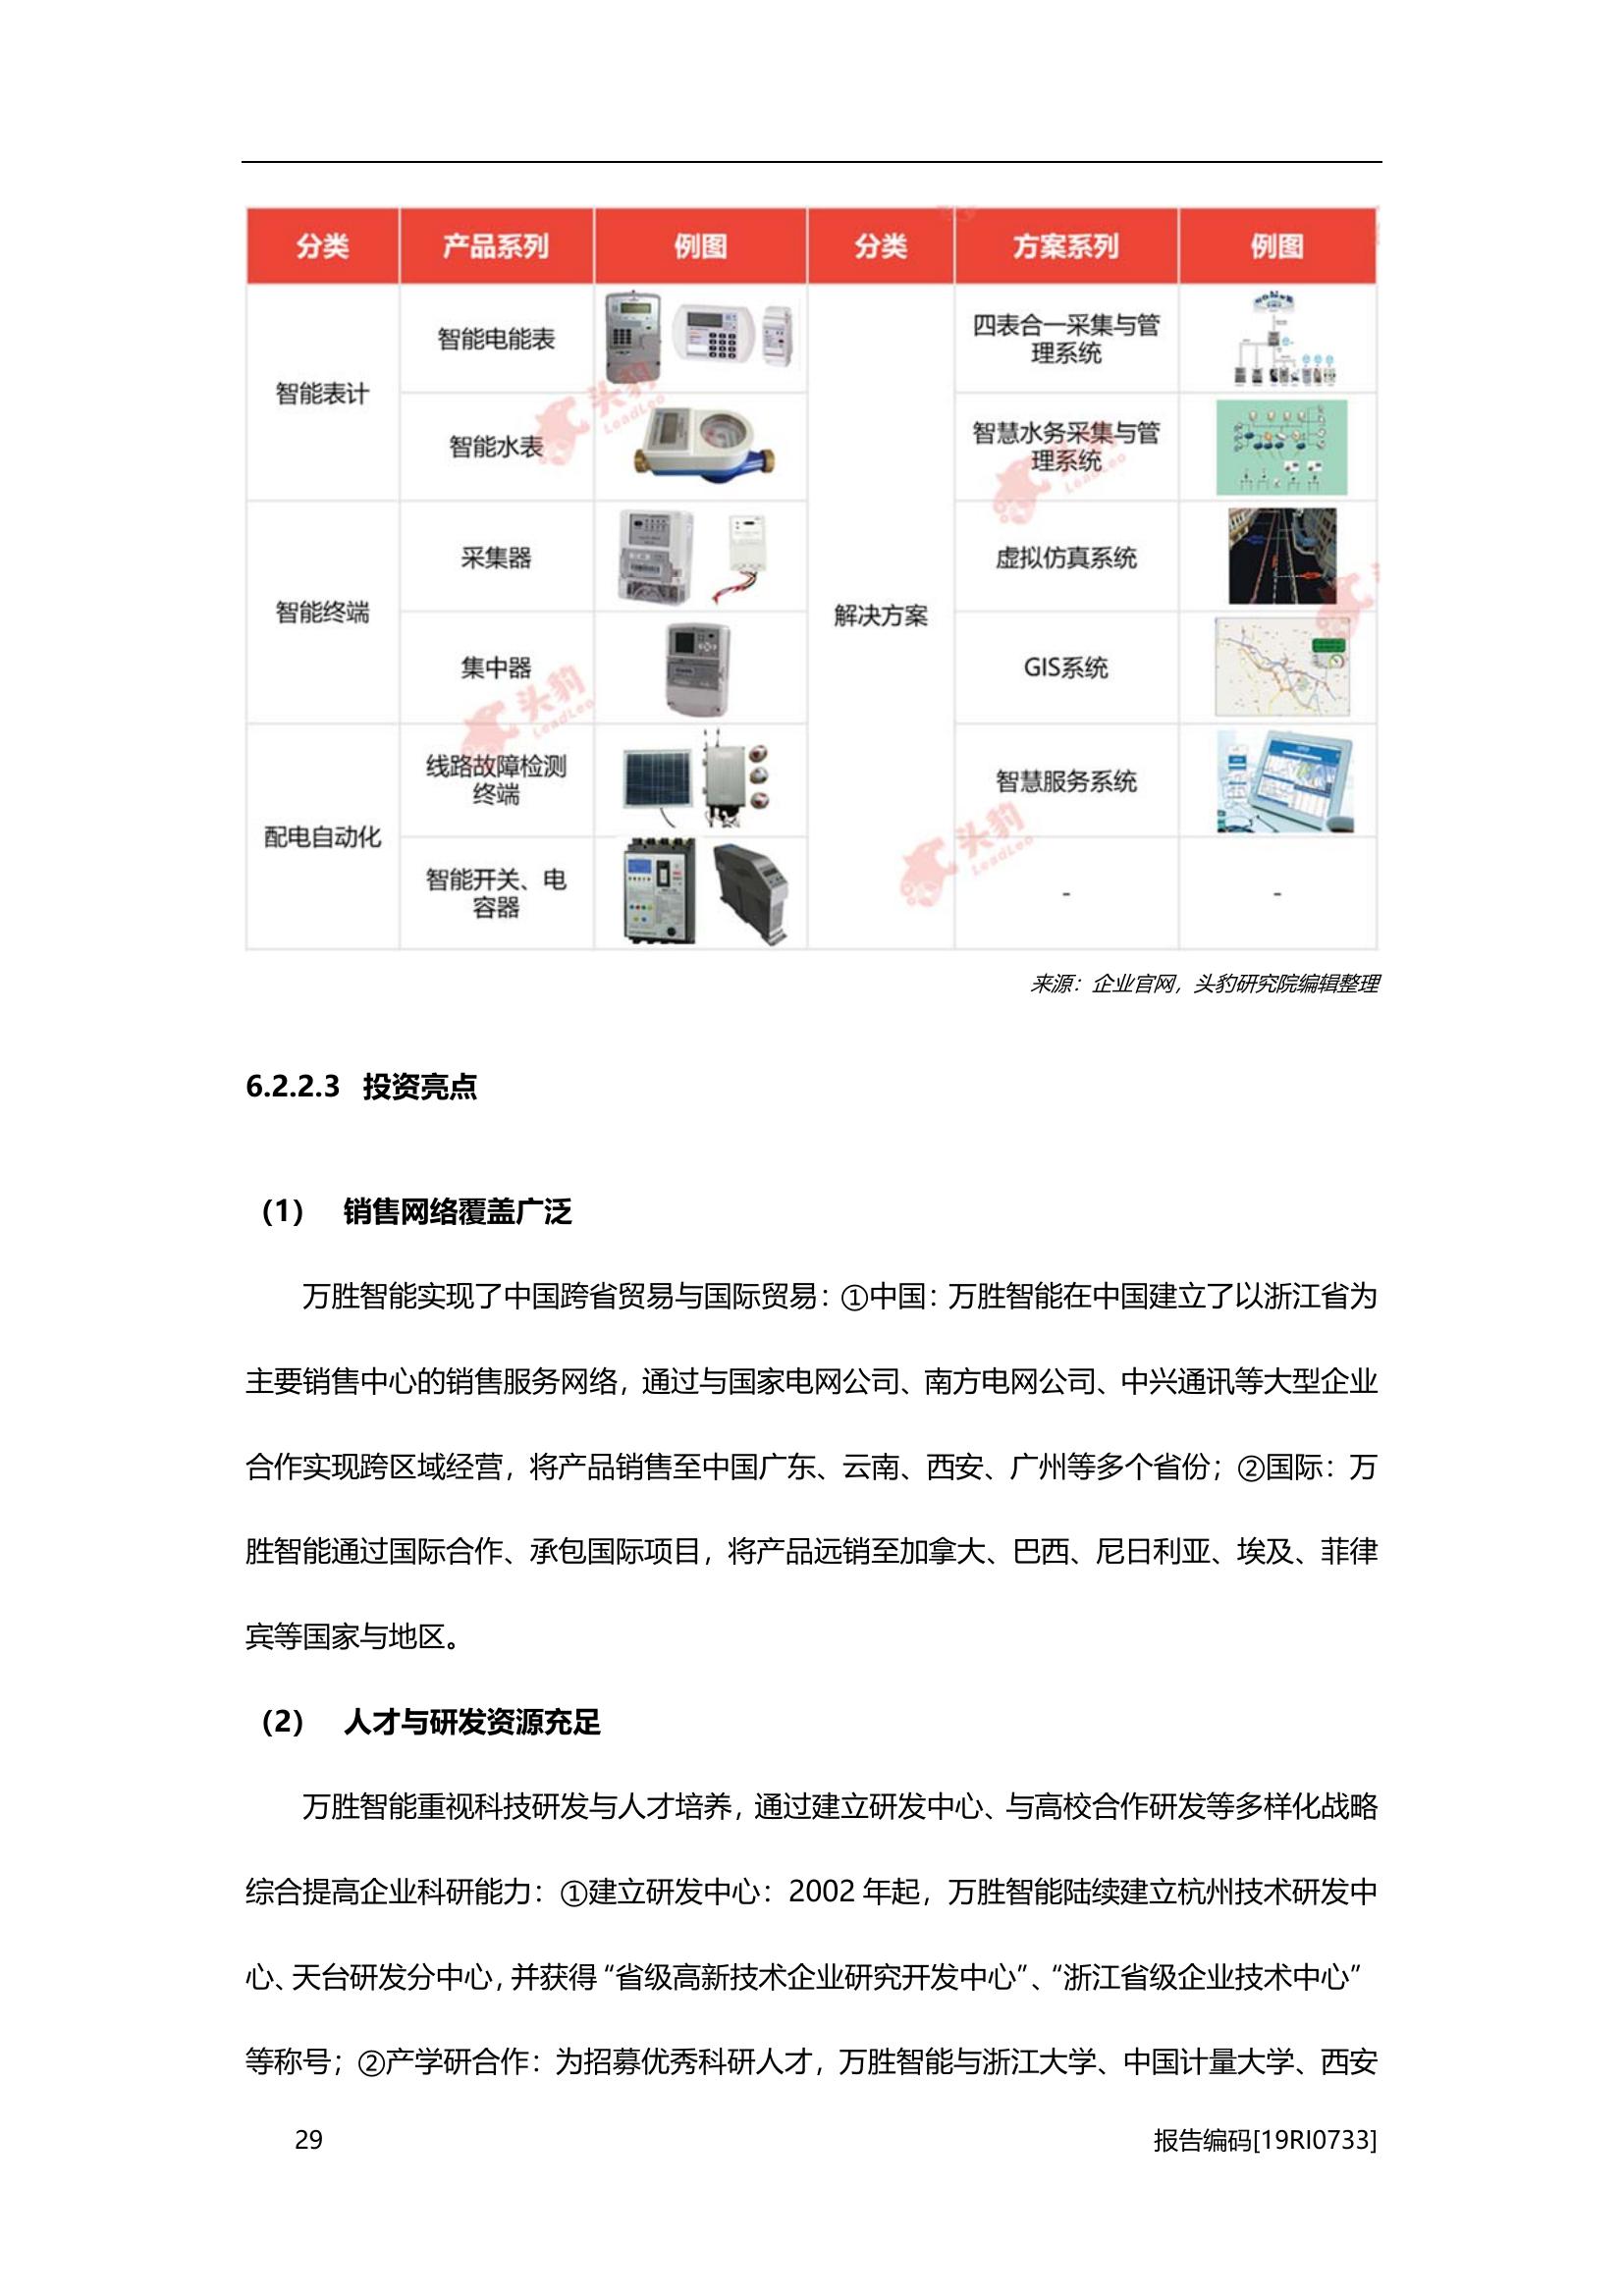 分类 产品系列 例图 分类 方案系列 例图
智能表计
智能电能表
智能水表
智能终端
采集器
集中器
配电自动化
线路故障检测
终端
智能开关、电
容器
解决方案
四表合一采集与管
理系统
智慧水务采集与管
理系统
虚拟仿真系统
GIS系统
智慧服务系统
- -
头豹
LeadLeo
头豹
LeadLeo
头豹
LeadLeo
LeadLeo
来源：企业官网，头豹研究院编辑整理
6.2.2.3 投资亮点
（1） 销售网络覆盖广泛
万胜智能实现了中国跨省贸易与国际贸易：①中国：万胜智能在中国建立了以浙江省为
主要销售中心的销售服务网络，通过与国家电网公司、南方电网公司、中兴通讯等大型企业
合作实现跨区域经营，将产品销售至中国广东、云南、西安、广州等多个省份；②国际：万
胜智能通过国际合作、承包国际项目，将产品远销至加拿大、巴西、尼日利亚、埃及、菲律
宾等国家与地区。
（2） 人才与研发资源充足
万胜智能重视科技研发与人才培养，通过建立研发中心、与高校合作研发等多样化战略
综合提高企业科研能力：①建立研发中心：2002 年起，万胜智能陆续建立杭州技术研发中
心、天台研发分中心，并获得“省级高新技术企业研究开发中心”、“浙江省级企业技术中心”
等称号；②产学研合作：为招募优秀科研人才，万胜智能与浙江大学、中国计量大学、西安
29
报告编码[19RI0733]